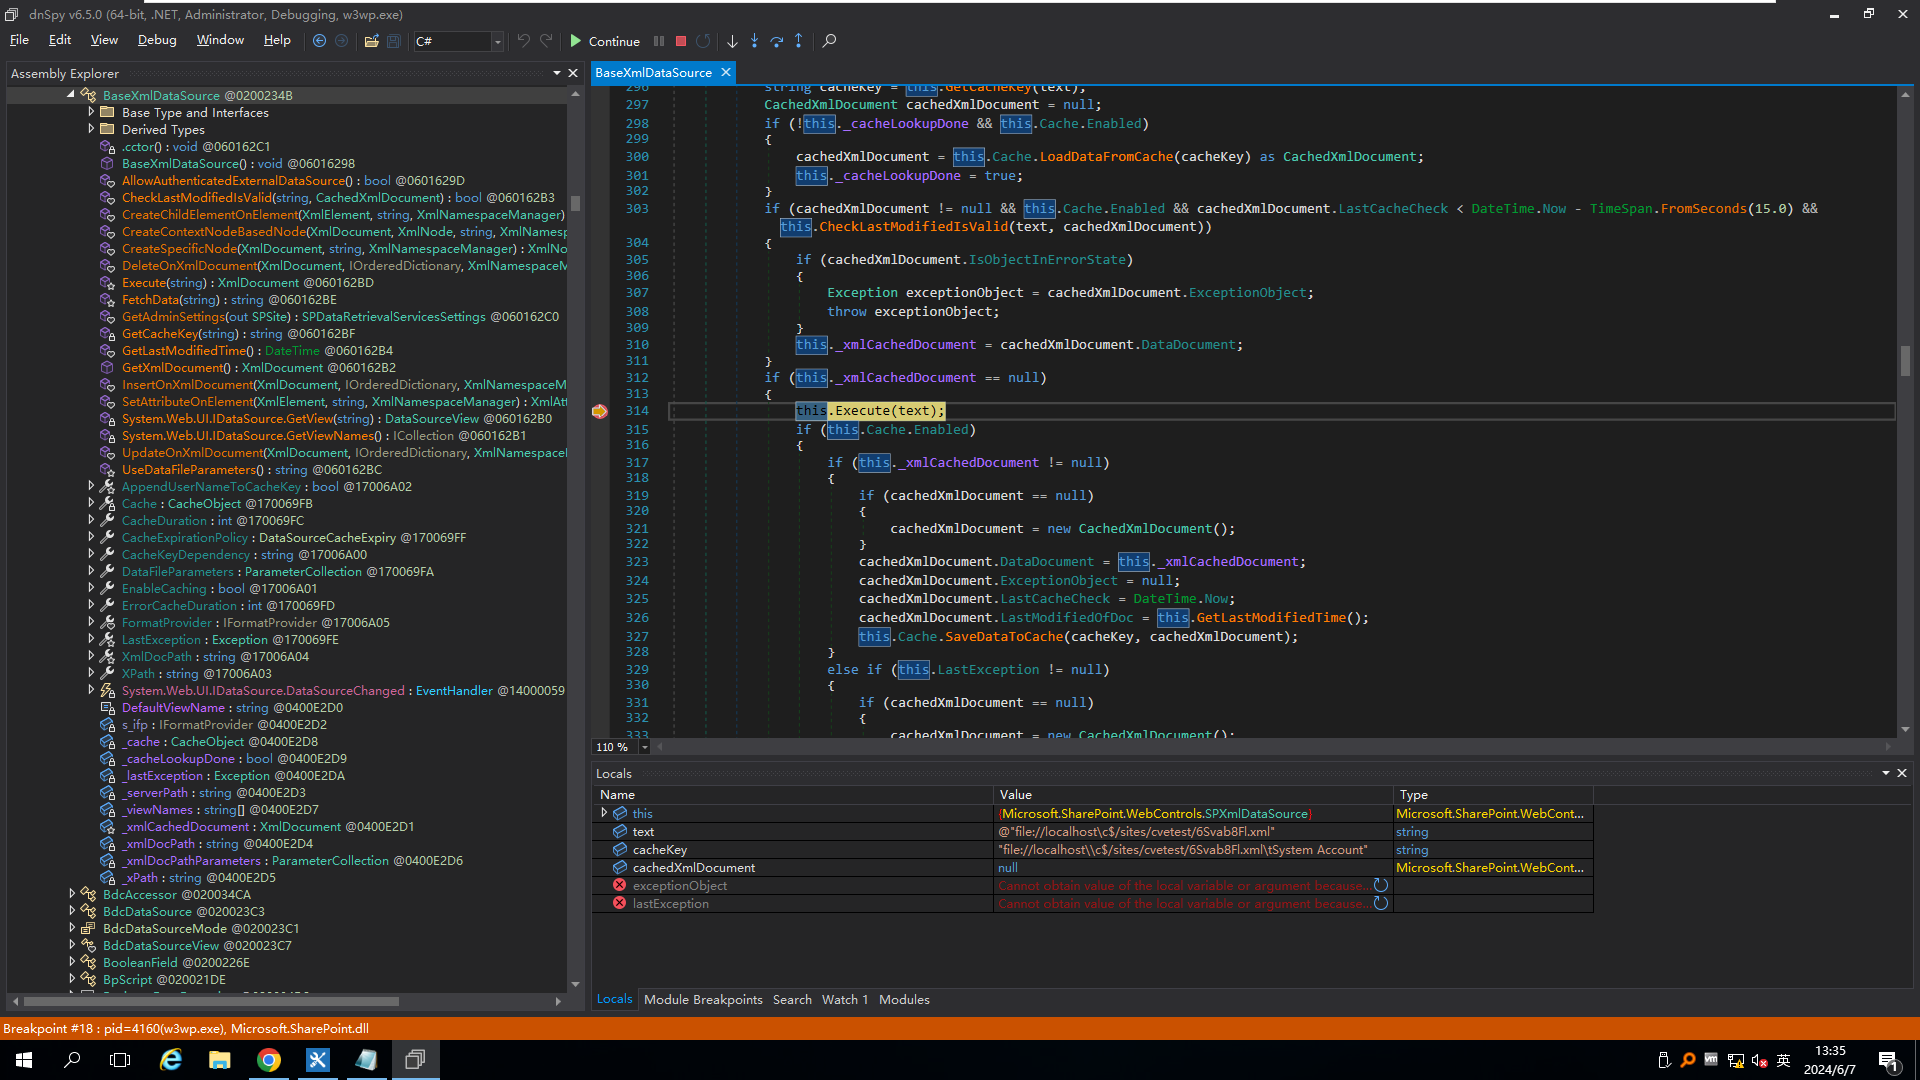 dnSpy v6.5.0 (64-bit, .NET, Administrator, Debugging, w3wp.exe)
File Edit View Debug Window Help C# Continue
Assembly Explorer
BaseXmlDataSource @0200234B
Base Type and Interfaces
Derived Types
.cctor() : void @060162C1
BaseXmlDataSource() : void @06016298
AllowAuthenticatedExternalDataSource() : bool @0601629D
CheckLastModifiedIsValid(string, CachedXmlDocument) : bool @060162B3
CreateChildElementOnElement(XmlElement, string, XmlNamespaceManager)
CreateContextNodeBasedNode(XmlDocument, XmlNode, string, XmlNamesp
CreateSpecificNode(XmlDocument, string, XmlNamespaceManager) : XmlNo
DeleteOnXmlDocument(XmlDocument, IOrderedDictionary, XmlNamespaceM
Execute(string) : XmlDocument @060162BD
FetchData(string) : string @060162BE
GetAdminSettings(out SPSite) : SPDataRetrievalServicesSettings @060162C0
GetCacheKey(string) : string @060162BF
GetLastModifiedTime() : DateTime @060162B4
GetXmlDocument() : XmlDocument @060162B2
InsertOnXmlDocument(XmlDocument, IOrderedDictionary, XmlNamespaceM
SetAttributeOnElement(XmlElement, string, XmlNamespaceManager) : XmlAt
System.Web.UI.IDataSource.GetView(string) : DataSourceView @060162B0
System.Web.UI.IDataSource.GetViewNames() : ICollection @060162B1
UpdateOnXmlDocument(XmlDocument, IOrderedDictionary, XmlNamespacel
UseDataFileParameters() : string @060162BC
AppendUserNameToCacheKey : bool @17006A02
Cache : CacheObject @170069FB
CacheDuration : int @170069FC
CacheExpirationPolicy : DataSourceCacheExpiry @170069FF
CacheKeyDependency : string @17006A00
DataFileParameters : ParameterCollection @170069FA
EnableCaching : bool @17006A01
ErrorCacheDuration : int @170069FD
FormatProvider : IFormatProvider @17006A05
LastException : Exception @170069FE
XmlDocPath : string @17006A04
XPath : string @17006A03
System.Web.UI.IDataSource.DataSourceChanged : EventHandler @14000059
DefaultViewName : string @0400E2D0
s_ifp : IFormatProvider @0400E2D2
_cache : CacheObject @0400E2D8
_cacheLookupDone : bool @0400E2D9
_lastException : Exception @0400E2DA
_serverPath : string @0400E2D3
_viewNames : string[] @0400E2D7
_xmlCachedDocument : XmlDocument @0400E2D1
_xmlDocPath : string @0400E2D4
_xmlDocPathParameters : ParameterCollection @0400E2D6
_xPath : string @0400E2D5
BdcAccessor @020034CA
BdcDataSource @020023C3
BdcDataSourceMode @020023C1
BdcDataSourceView @020023C7
BooleanField @0200226E
BpScript @020021DE
BaseXmlDataSource
296 string cacheKey = this.GetCacheKey(text);
297 CachedXmlDocument cachedXmlDocument = null;
298 if (!this._cacheLookupDone && this.Cache.Enabled)
299 {
300 cachedXmlDocument = this.Cache.LoadDataFromCache(cacheKey) as CachedXmlDocument;
301 this._cacheLookupDone = true;
302 }
303 if (cachedXmlDocument != null && this.Cache.Enabled && cachedXmlDocument.LastCacheCheck < DateTime.Now - TimeSpan.FromSeconds(15.0) &&
this.CheckLastModifiedIsValid(text, cachedXmlDocument))
304 {
305 if (cachedXmlDocument.IsObjectInErrorState)
306 {
307 Exception exceptionObject = cachedXmlDocument.ExceptionObject;
308 throw exceptionObject;
309 }
310 this._xmlCachedDocument = cachedXmlDocument.DataDocument;
311 }
312 if (this._xmlCachedDocument == null)
313 {
314 this.Execute(text);
315 if (this.Cache.Enabled)
316 {
317 if (this._xmlCachedDocument != null)
318 {
319 if (cachedXmlDocument == null)
320 {
321 cachedXmlDocument = new CachedXmlDocument();
322 }
323 cachedXmlDocument.DataDocument = this._xmlCachedDocument;
324 cachedXmlDocument.ExceptionObject = null;
325 cachedXmlDocument.LastCacheCheck = DateTime.Now;
326 cachedXmlDocument.LastModifiedOfDoc = this.GetLastModifiedTime();
327 this.Cache.SaveDataToCache(cacheKey, cachedXmlDocument);
328 }
329 else if (this.LastException != null)
330 {
331 if (cachedXmlDocument == null)
332 {
333 cachedXmlDocument = new CachedXmlDocument();
110 %
Locals
Name Value Type
this {Microsoft.SharePoint.WebControls.SPXmlDataSource} Microsoft.SharePoint.WebCont...
text @"file://localhost\c$/sites/cvetest/6Svab8Fl.xml" string
cacheKey "file://localhost\\c$/sites/cvetest/6Svab8Fl.xml\tSystem Account" string
cachedXmlDocument null Microsoft.SharePoint.WebCont...
exceptionObject Cannot obtain value of the local variable or argument because...
lastException Cannot obtain value of the local variable or argument because...
Locals Module Breakpoints Search Watch 1 Modules
Breakpoint #18 : pid=4160(w3wp.exe), Microsoft.SharePoint.dll
vm 英 13:35
2024/6/7
1